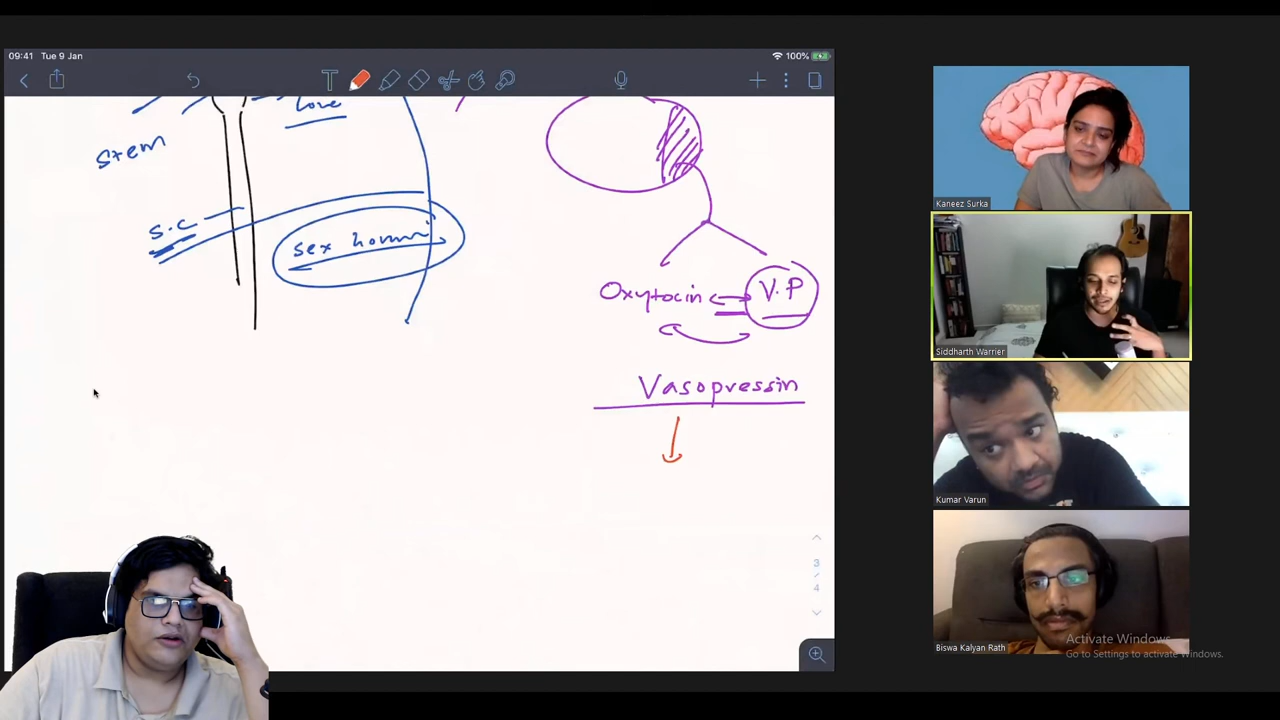 09:41 Tue 9 Jan
100%
T
Love
Stem
S.C
sex hormi
Oxytocin
V.P
Vasopressin
3
4
Kaneez Surka
Siddharth Warrier
Kumar Varun
Biswa Kalyan Rath
Activate Windows
Go to Settings to activate Windows.